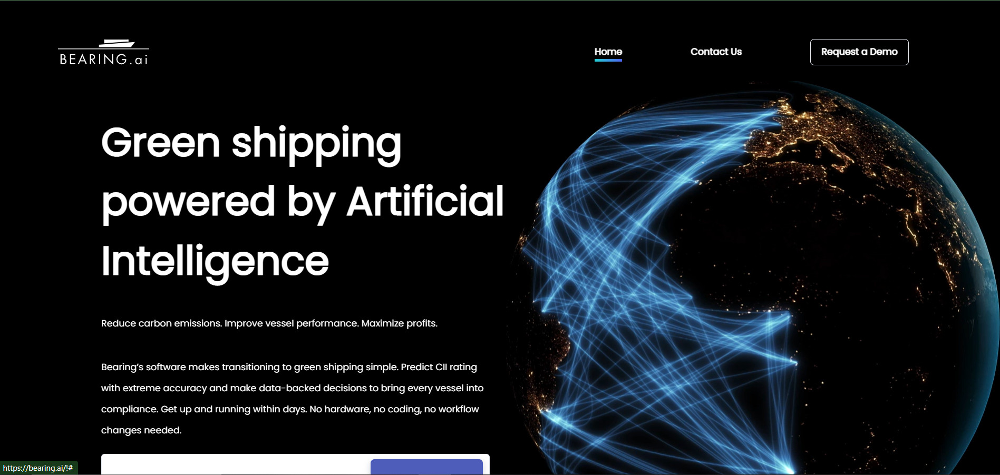 BEARING.ai
Home
Contact Us
Request a Demo
Green shipping
powered by Artificial
Intelligence
Reduce carbon emissions. Improve vessel performance. Maximize profits.
Bearing’s software makes transitioning to green shipping simple. Predict CII rating
with extreme accuracy and make data-backed decisions to bring every vessel into
compliance. Get up and running within days. No hardware, no coding, no workflow
changes needed.
https://bearing.ai/!#